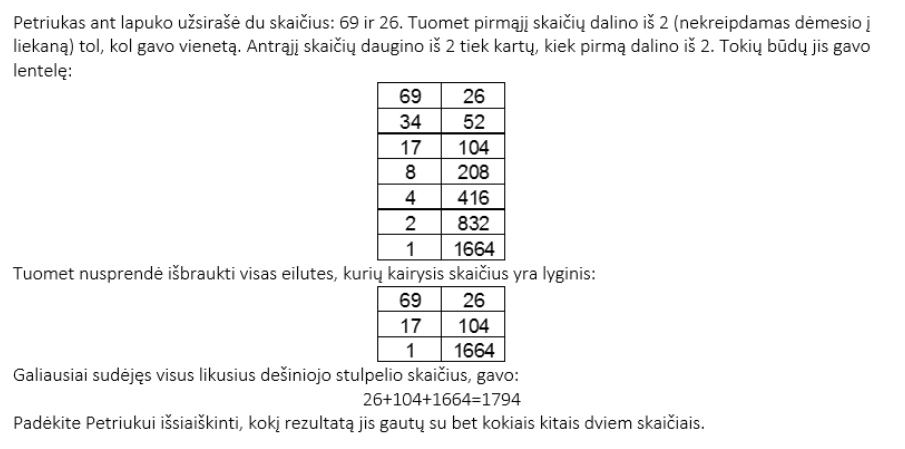 Petriukas ant lapuko užsirašė du skaičius: 69 ir 26. Tuomet pirmąjį skaičių dalino iš 2 (nekreipdamas dėmesio į
liekaną) tol, kol gavo vienetą. Antrąjį skaičių daugino iš 2 tiek kartų, kiek pirmą dalino iš 2. Tokių būdų jis gavo
lentelę:
69 26
34 52
17 104
8 208
4 416
2 832
1 1664
Tuomet nusprendė išbraukti visas eilutes, kurių kairysis skaičius yra lyginis:
69 26
17 104
1 1664
Galiausiai sudėjęs visus likusius dešiniojo stulpelio skaičius, gavo:
26+104+1664=1794
Padėkite Petriukui išsiaiškinti, kokį rezultatą jis gautų su bet kokiais kitais dviem skaičiais.